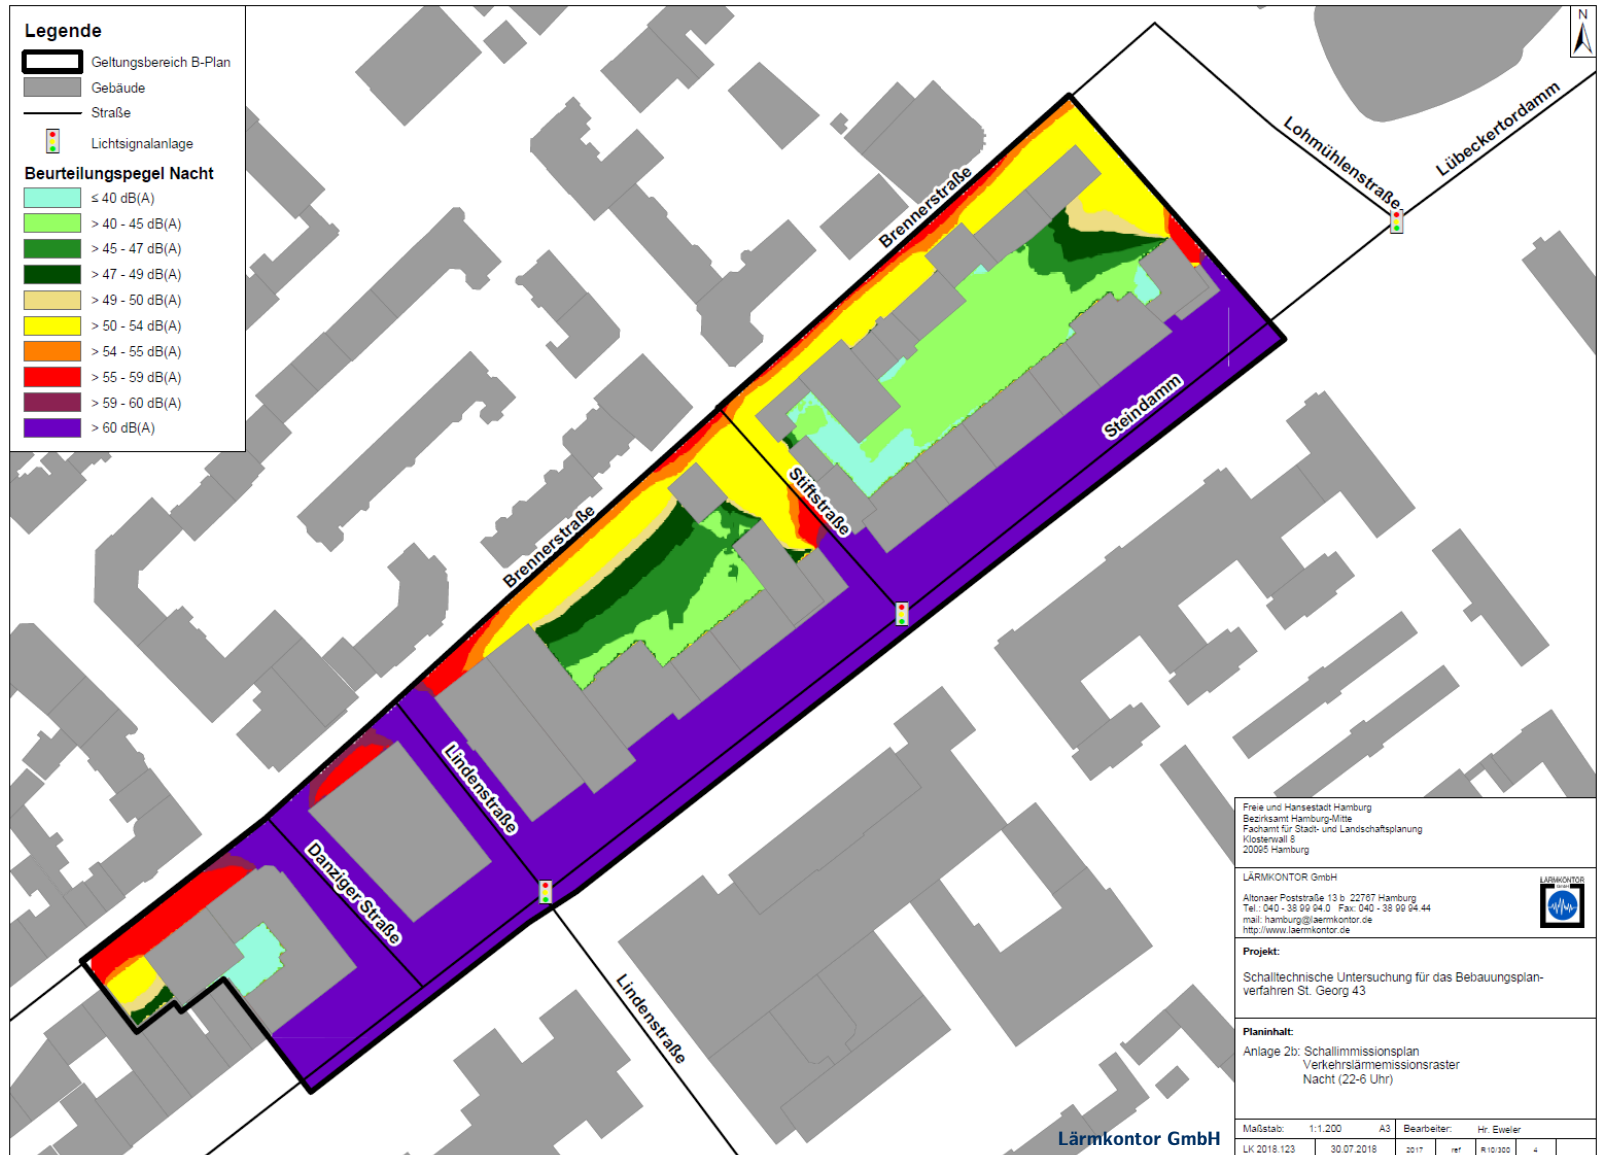 Legende
Geltungsbereich B-Plan
Gebäude
Straße
Lichtsignalanlage
Beurteilungspegel Nacht
≤ 40 dB(A)
> 40 - 45 dB(A)
> 45 - 47 dB(A)
> 47 - 49 dB(A)
> 49 - 50 dB(A)
> 50 - 54 dB(A)
> 54 - 55 dB(A)
> 55 - 59 dB(A)
> 59 - 60 dB(A)
> 60 dB(A)
N
Lohmühlenstraße
Lübeckertordamm
Brennerstraße
Steindamm
Stiftstraße
Brennerstraße
Lindenstraße
Danziger Straße
Lindenstraße
Freie und Hansestadt Hamburg
Bezirksamt Hamburg-Mitte
Fachamt für Stadt- und Landschaftsplanung
Klosterwall 8
20095 Hamburg
LÄRMKONTOR GmbH
Altonaer Poststraße 13 b 22767 Hamburg
Tel.: 040 - 38 99 94.0 Fax: 040 - 38 99 94.44
mail: hamburg@laermkontor.de
http://www.laermkontor.de
LÄRMKONTOR
Projekt:
Schalltechnische Untersuchung für das Bebauungsplan-
verfahren St. Georg 43
Planinhalt:
Anlage 2b: Schallimmissionsplan
Verkehrslärmemissionsraster
Nacht (22-6 Uhr)
Maßstab: 1:1.200 A3 Bearbeiter: Hr. Eweler
LK 2018.123 30.07.2018 2017 ref R10/300 4
Lärmkontor GmbH